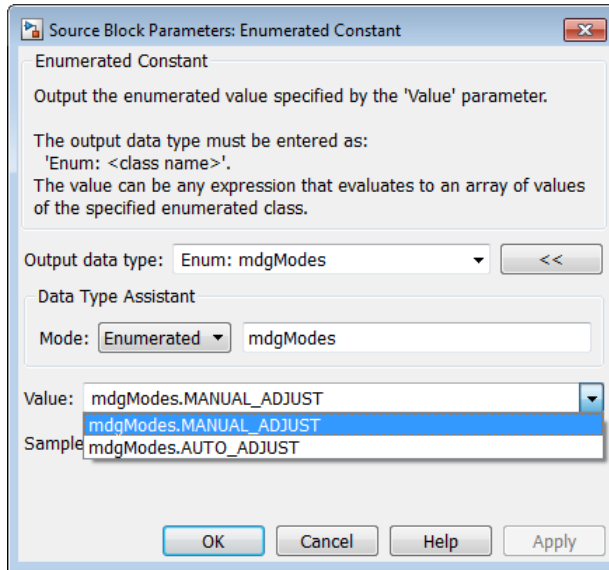 Source Block Parameters: Enumerated Constant
Enumerated Constant
Output the enumerated value specified by the 'Value' parameter.
The output data type must be entered as:
'Enum: <class name>'.
The value can be any expression that evaluates to an array of values
of the specified enumerated class.
Output data type: Enum: mdgModes <<
Data Type Assistant
Mode: Enumerated mdgModes
Value: mdgModes.MANUAL_ADJUST
mdgModes.MANUAL_ADJUST
Sample mdgModes.AUTO_ADJUST
OK Cancel Help Apply